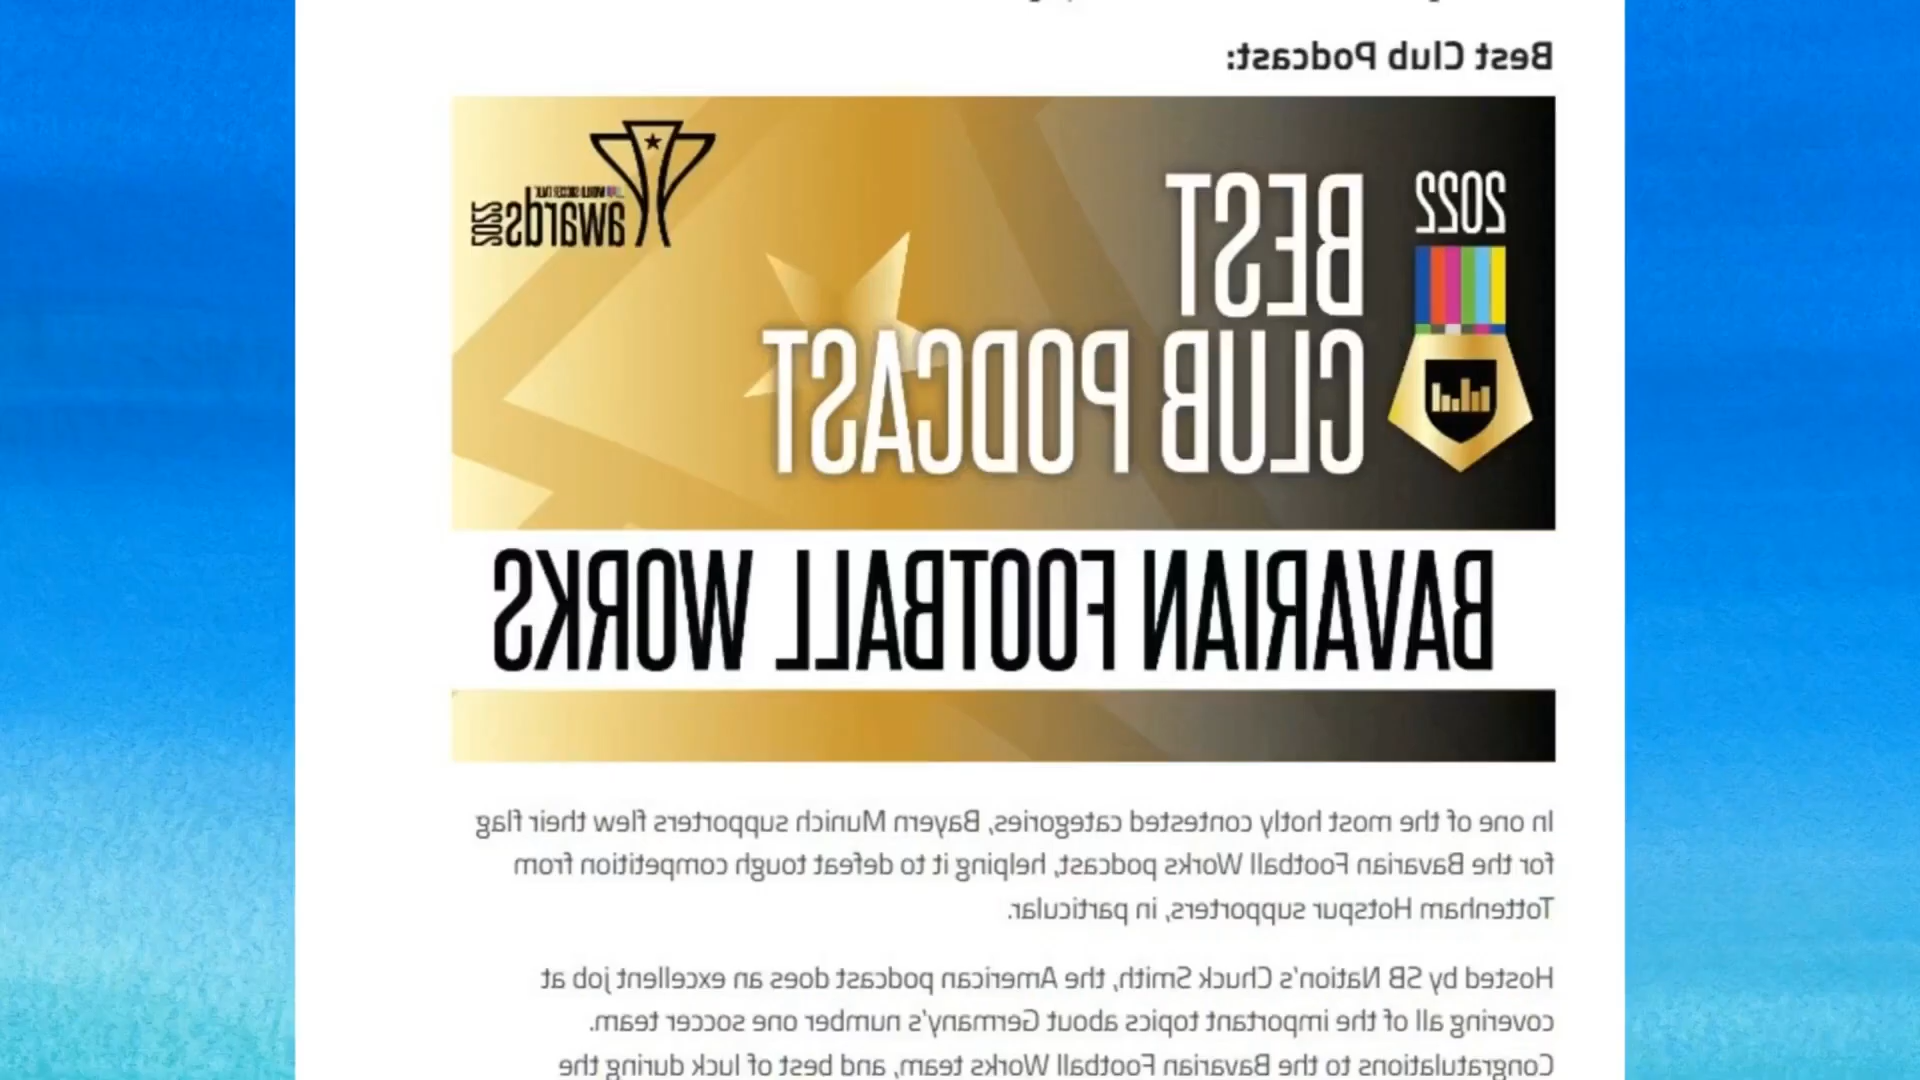 Best Club Podcast:
WORLD SOCCER TALK
awards
2022
2022
BEST
CLUB PODCAST
BAVARIAN FOOTBALL WORKS
In one of the most hotly contested categories, Bayern Munich supporters flew their flag
for the Bavarian Football Works podcast, helping it to defeat tough competition from
Tottenham Hotspur supporters, in particular.
Hosted by SB Nation's Chuck Smith, the American podcast does an excellent job at
covering all of the important topics about Germany's number one soccer team.
Congratulations to the Bavarian Football Works team, and best of luck during the